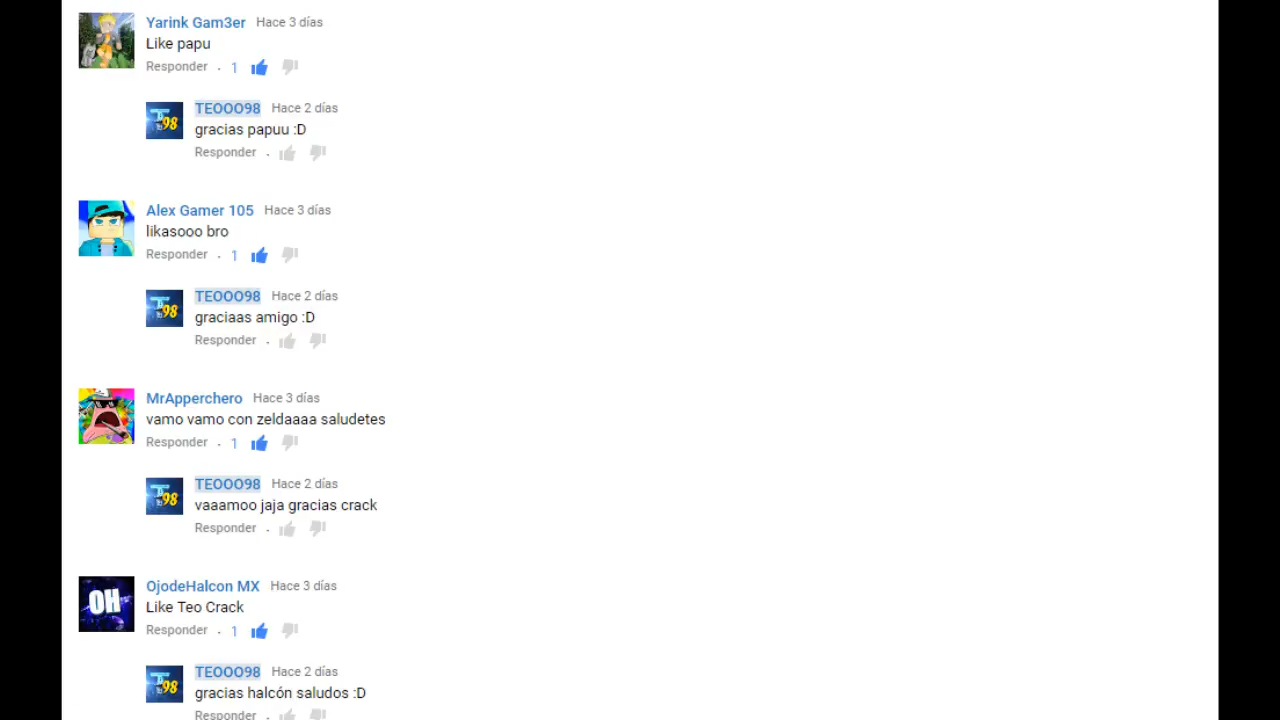 Yarink Gam3er Hace 3 días
Like papu
Responder . 1
TEOOO98 Hace 2 días
gracias papuu :D
Responder .
Alex Gamer 105 Hace 3 días
likasooo bro
Responder . 1
TEOOO98 Hace 2 días
graciaas amigo :D
Responder .
MrApperchero Hace 3 días
vamo vamo con zeldaaaa saludetes
Responder . 1
TEOOO98 Hace 2 días
vaaamoo jaja gracias crack
Responder .
OH
OjodeHalcon MX Hace 3 días
Like Teo Crack
Responder . 1
TEOOO98 Hace 2 días
gracias halcón saludos :D
Responder .